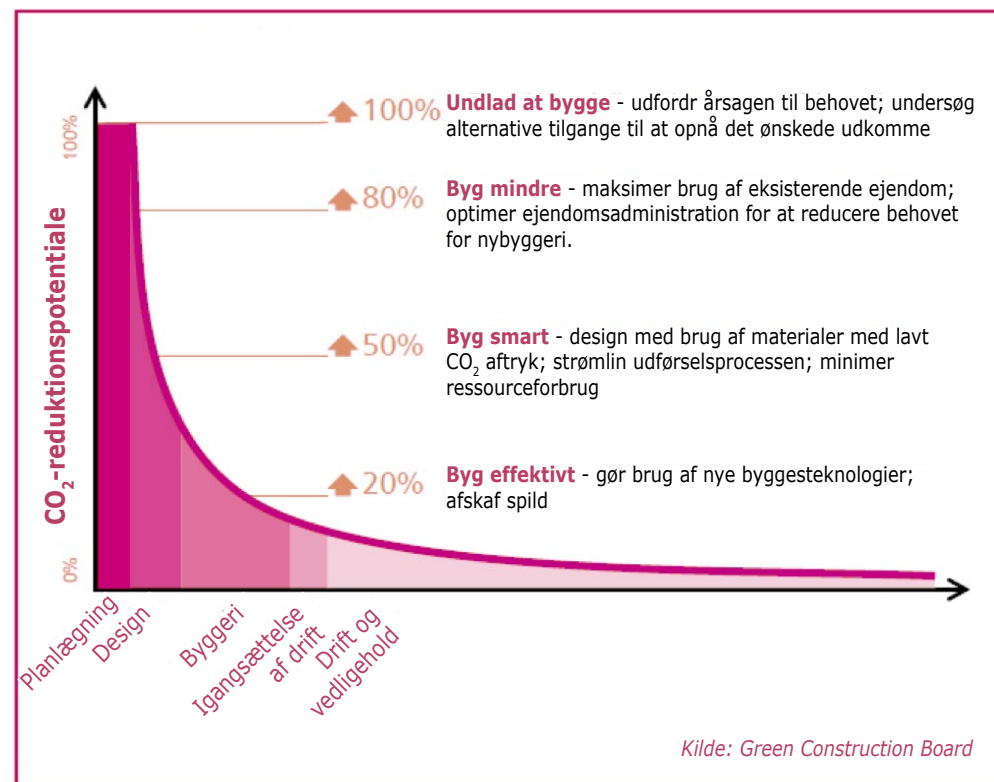 100%
CO₂-reduktionspotentiale
0%
100%
Undlad at bygge - udfordr årsagen til behovet; undersøg
alternative tilgange til at opnå det ønskede udkomme
80%
Byg mindre - maksimer brug af eksisterende ejendom;
optimer ejendomsadministration for at reducere behovet
for nybyggeri.
50%
Byg smart - design med brug af materialer med lavt
CO₂ aftryk; strømlin udførselsprocessen; minimer
ressourceforbrug
20%
Byg effektivt - gør brug af nye byggesteknologier;
afskaf spild
Planlægning
Design
Byggeri
Igangsættelse
af drift
Drift og
vedligehold
Kilde: Green Construction Board